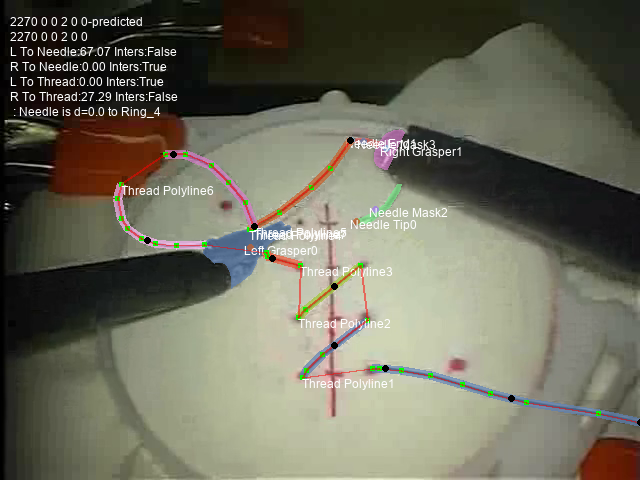 2270 0 0 2 0 0-predicted
2270 0 0 2 0 0
L To Needle:67.07 Inters:False
R To Needle:0.00 Inters:True
L To Thread:0.00 Inters:True
R To Thread:27.29 Inters:False
: Needle is d=0.0 to Ring_4
Right Grasper1
Thread Polyline6
Needle Mask2
Needle Tip0
Left Grasper0
Thread Polyline3
Thread Polyline2
Thread Polyline1